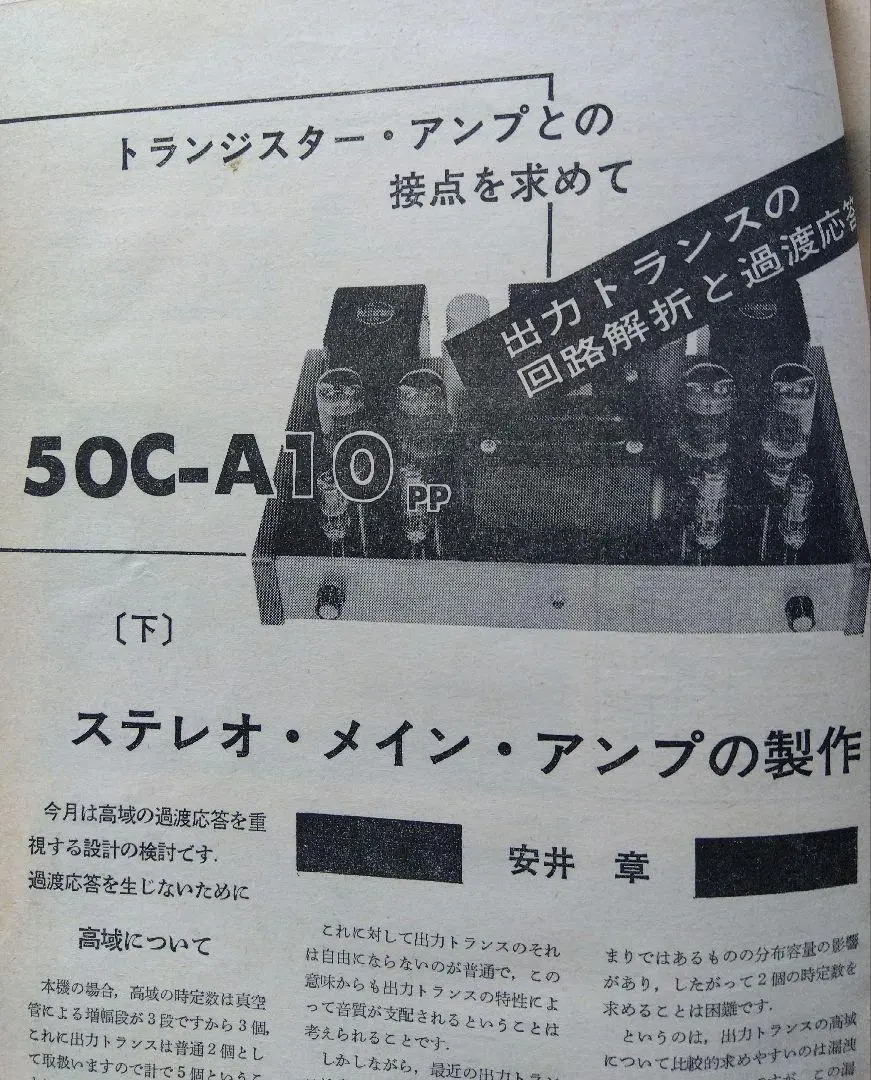 トランジスター・アンプとの
接点を求めて
出力トランスの
回路解折と過渡応答
50C-A10 PP
〔下〕
ステレオ・メイン・アンプの製作
安井 章
今月は高域の過渡応答を重
視する設計の検討です.
過渡応答を生じないために
高域について
本機の場合, 高域の時定数は真空
管による増幅段が3段ですから3個,
これに出力トランスは普通2個とし
て取扱いますので計で5個というこ
これに対して出力トランスのそれ
は自由にならないのが普通で, この
意味からも出力トランスの特性によ
って音質が支配されるということは
考えられることです.
しかしながら, 最近の出力トラン
まりではあるものの分布容量の影響
があり, したがって2個の時定数を
求めることは困難です.
というのは, 出力トランスの高域
について比較的求めやすいのは漏洩
すが, この漏